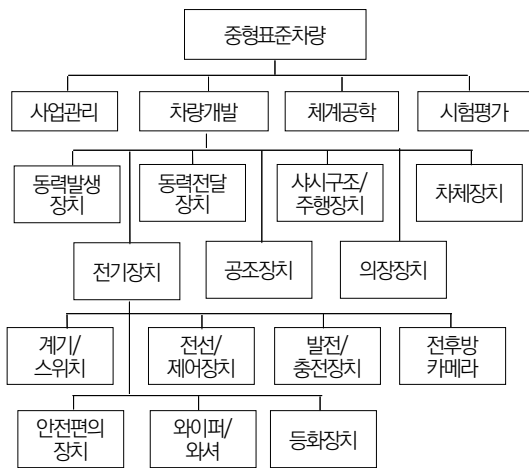 중형표준차량
사업관리
차량개발
체계공학
시험평가
동력발생
장치
동력전달
장치
샤시구조/
주행장치
차체장치
전기장치
공조장치
의장장치
계기/
스위치
전선/
제어장치
발전/
충전장치
전후방
카메라
안전편의
장치
와이퍼/
와셔
등화장치